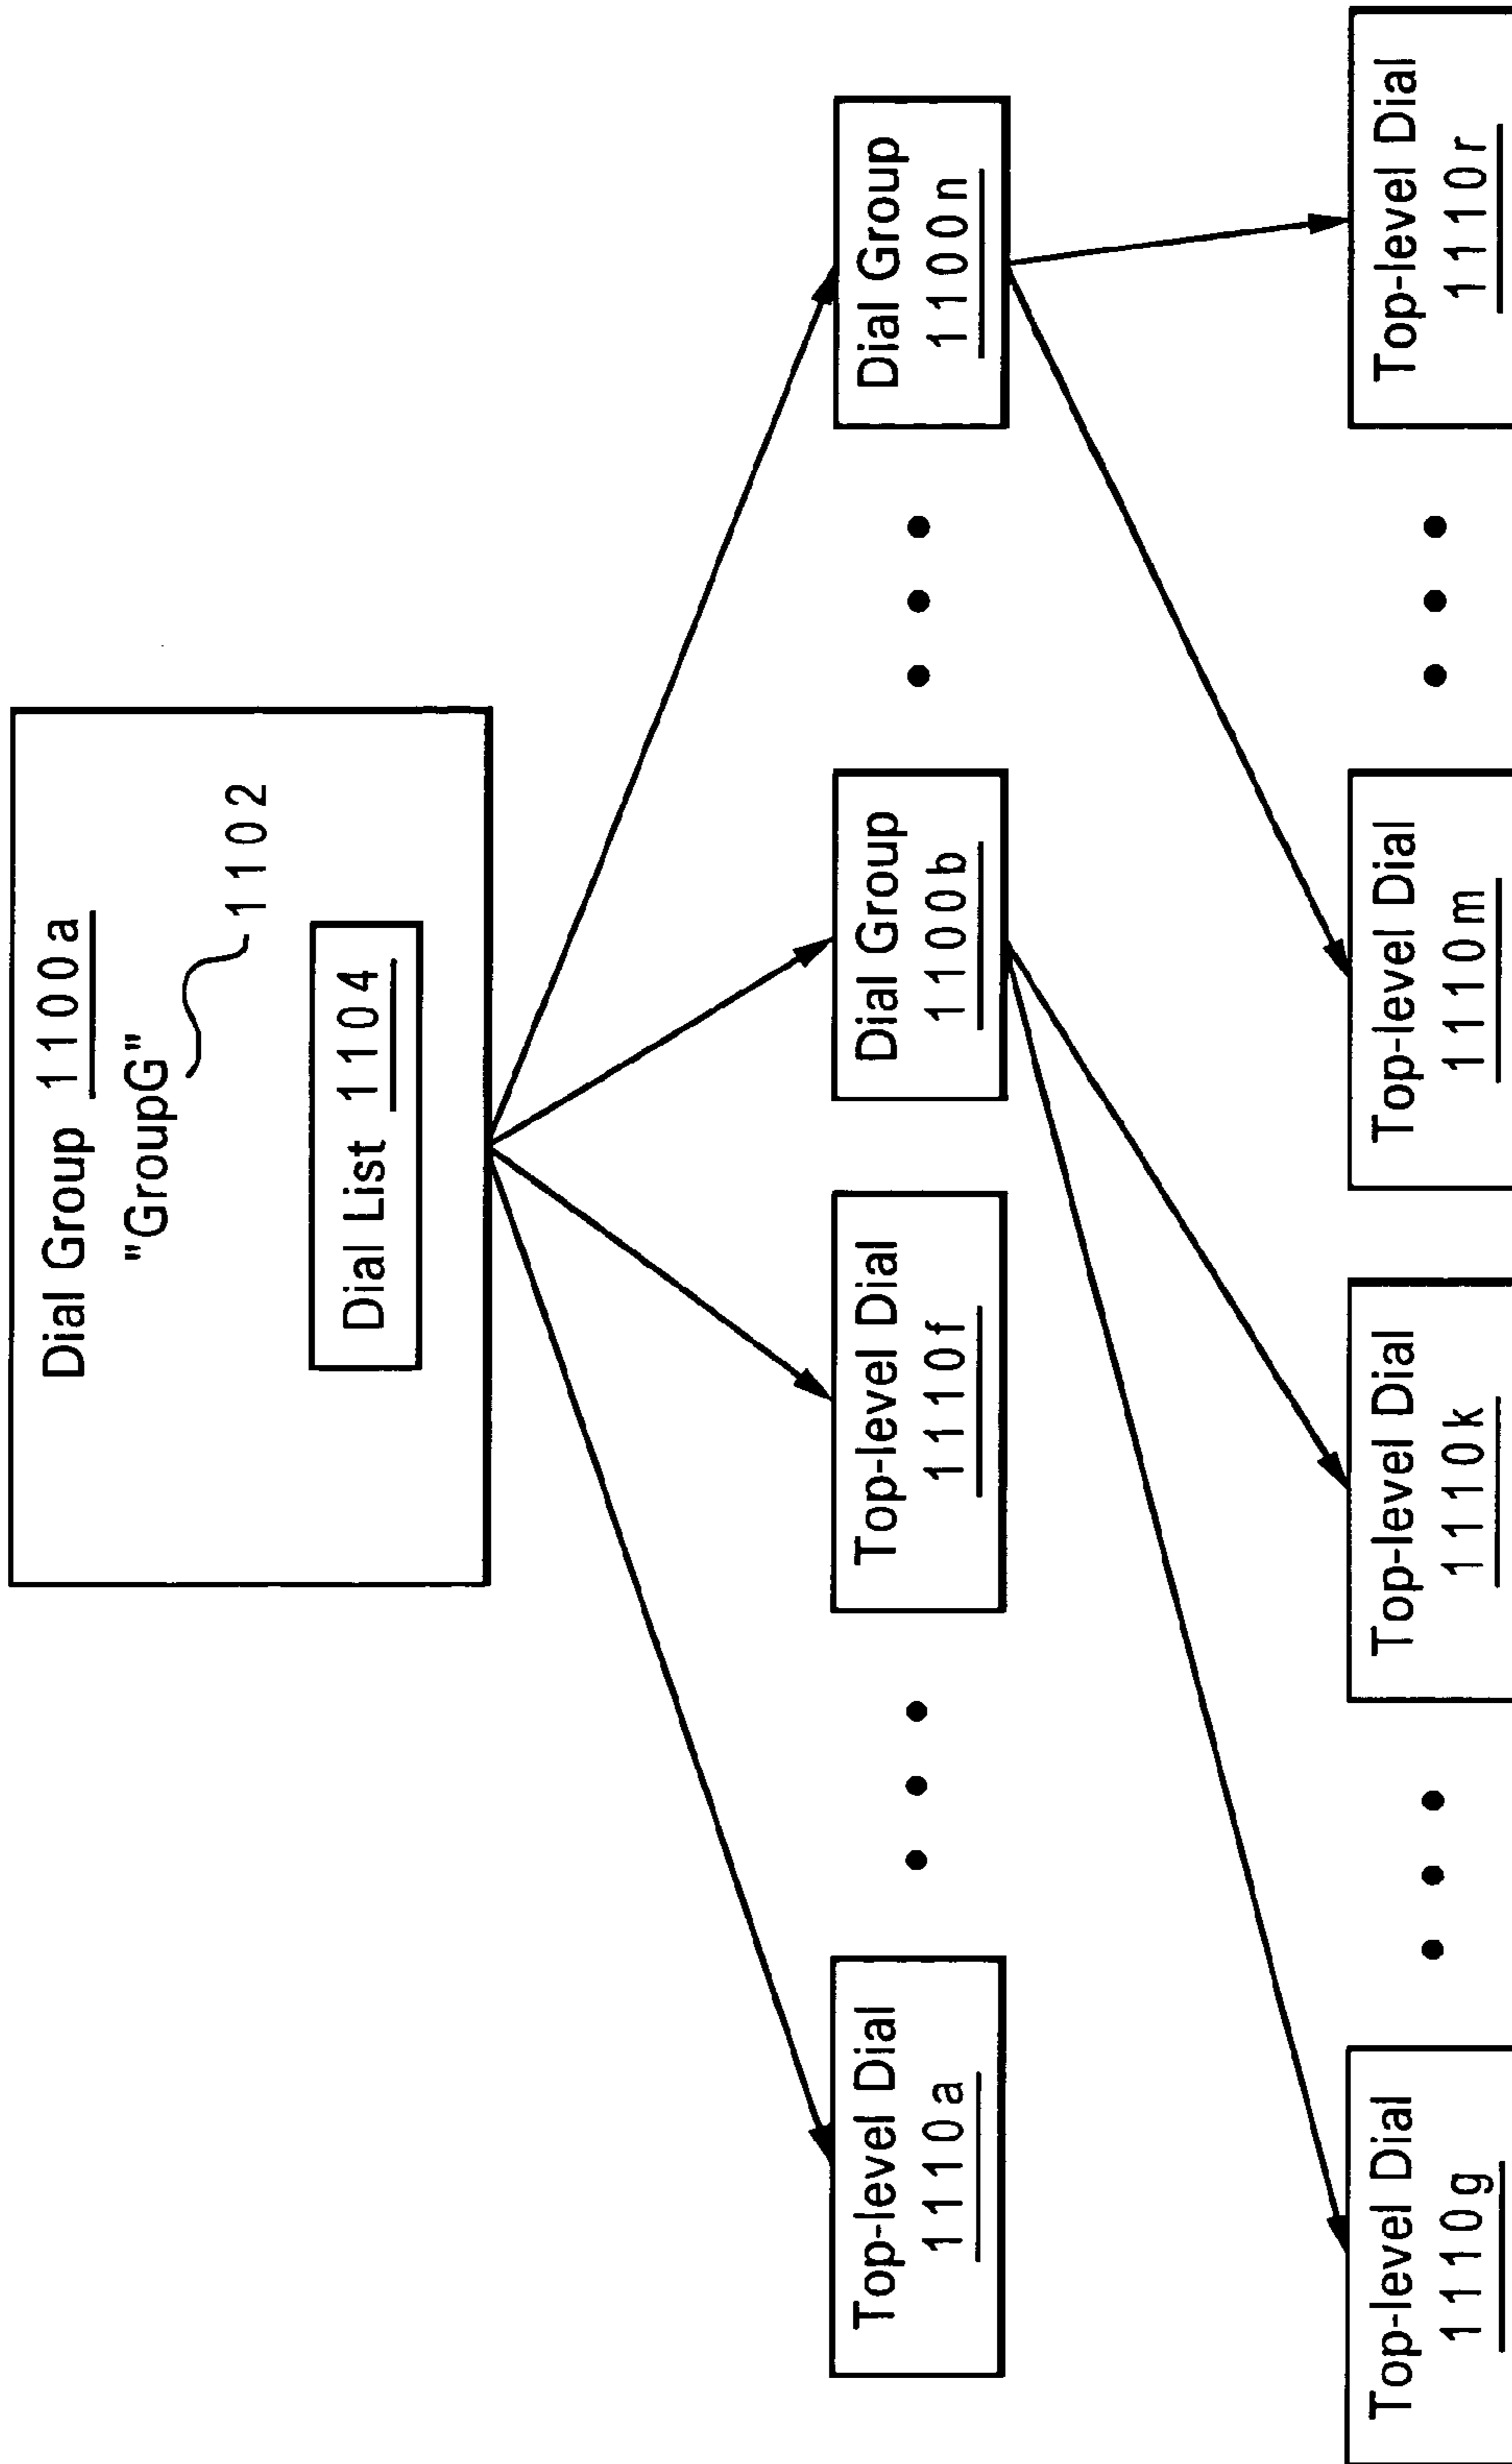 Dial Group 1100a
"GroupG"
1102
Dial List 1104
Top-level Dial
1110a
Top-level Dial
1110f
Dial Group
1100b
Dial Group
1100n
Top-level Dial
1110g
Top-level Dial
1110k
Top-level Dial
1110m
Top-level Dial
1110r